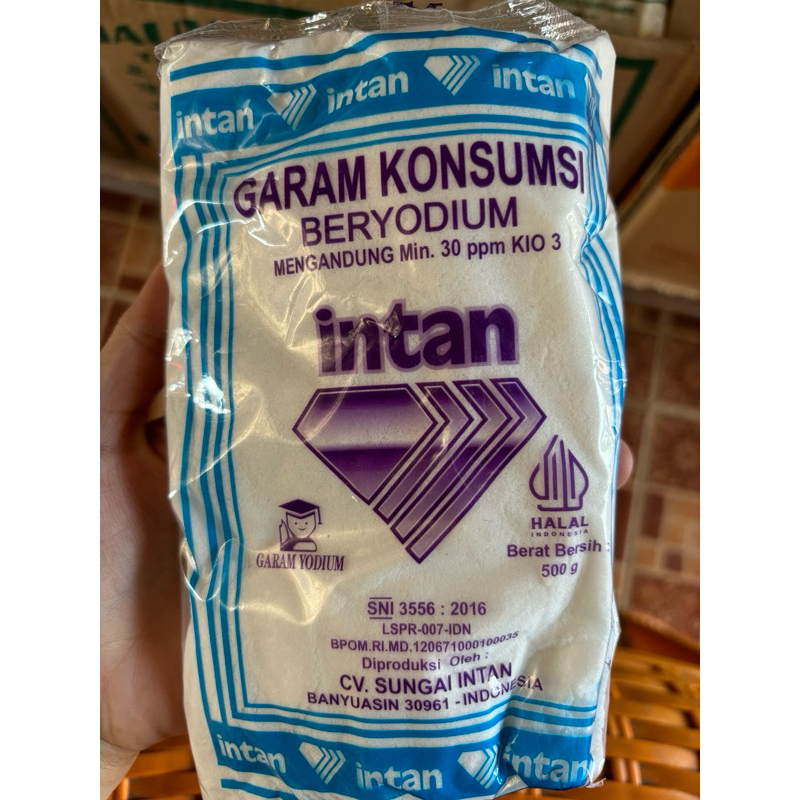 intan intan intan
GARAM KONSUMSI
BERYODIUM
MENGANDUNG Min. 30 ppm KIO 3
intan
HALAL
INDONESIA
GARAM YODIUM
Berat Bersih :
500 g
SNI 3556 : 2016
LSPR-007-IDN
BPOM.RI.MD.120671000100035
Diproduksi Oleh :
CV. SUNGAI INTAN
BANYUASIN 30961 - INDONESIA
intan intan intan